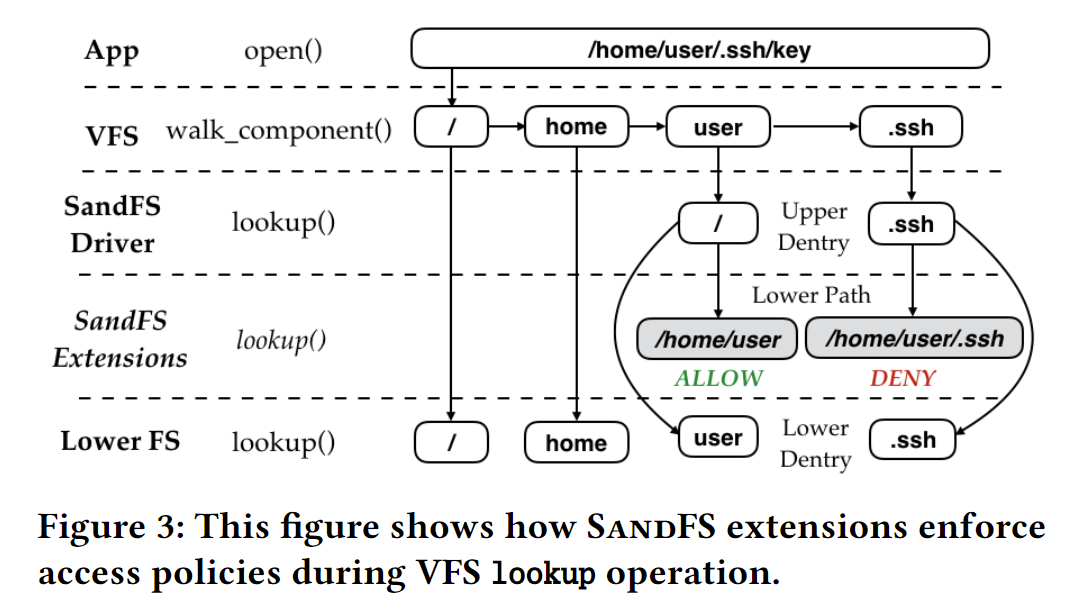 App open() /home/user/.ssh/key
VFS walk_component() / home user .ssh
SandFS
Driver
lookup()
/
Upper
Dentry
.ssh
Lower Path
SandFS
Extensions
lookup()
/home/user /home/user/.ssh
ALLOW DENY
Lower FS lookup() / home user
Lower
Dentry
.ssh
Figure 3: This figure shows how SANDFS extensions enforce
access policies during VFS lookup operation.